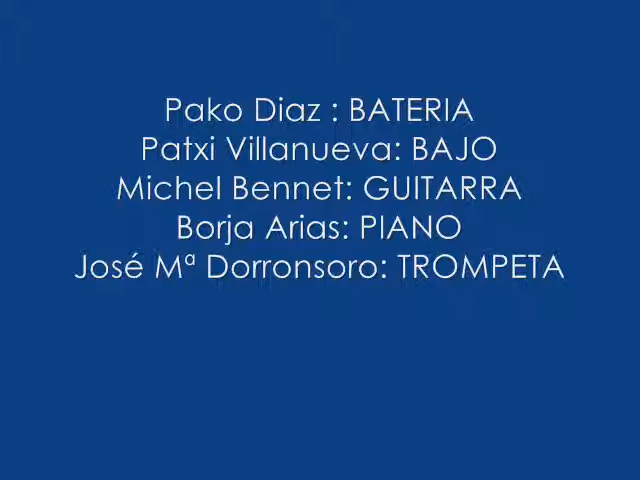 Pako Diaz : BATERIA
Patxi Villanueva: BAJO
Michel Bennet: GUITARRA
Borja Arias: PIANO
José Mª Dorronsoro: TROMPETA